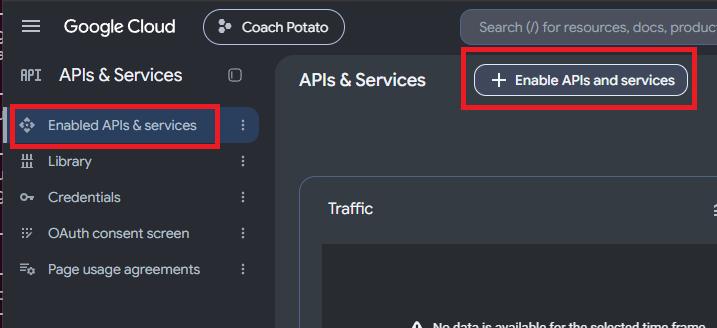 Google Cloud
Coach Potato
Search (/) for resources, docs, produc
API APIs & Services
Enabled APIs & services
Library
Credentials
OAuth consent screen
Page usage agreements
APIs & Services
+ Enable APIs and services
Traffic
No data is available for the selected time frame